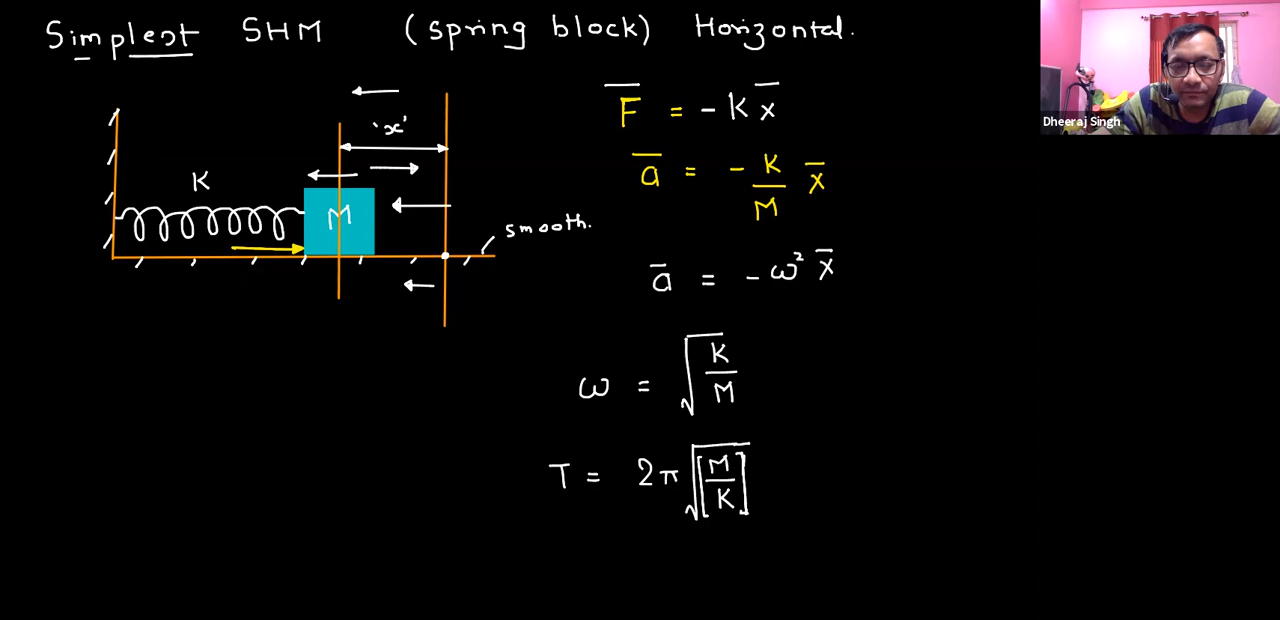 Simplest SHM (spring block) Horizontal.
'x'
K
M
smooth.
F̅ = - K x̅
a̅ = - K/M x̅
a̅ = - ω² x̅
ω = √(K/M)
T = 2π √[M/K]
Dheeraj Singh